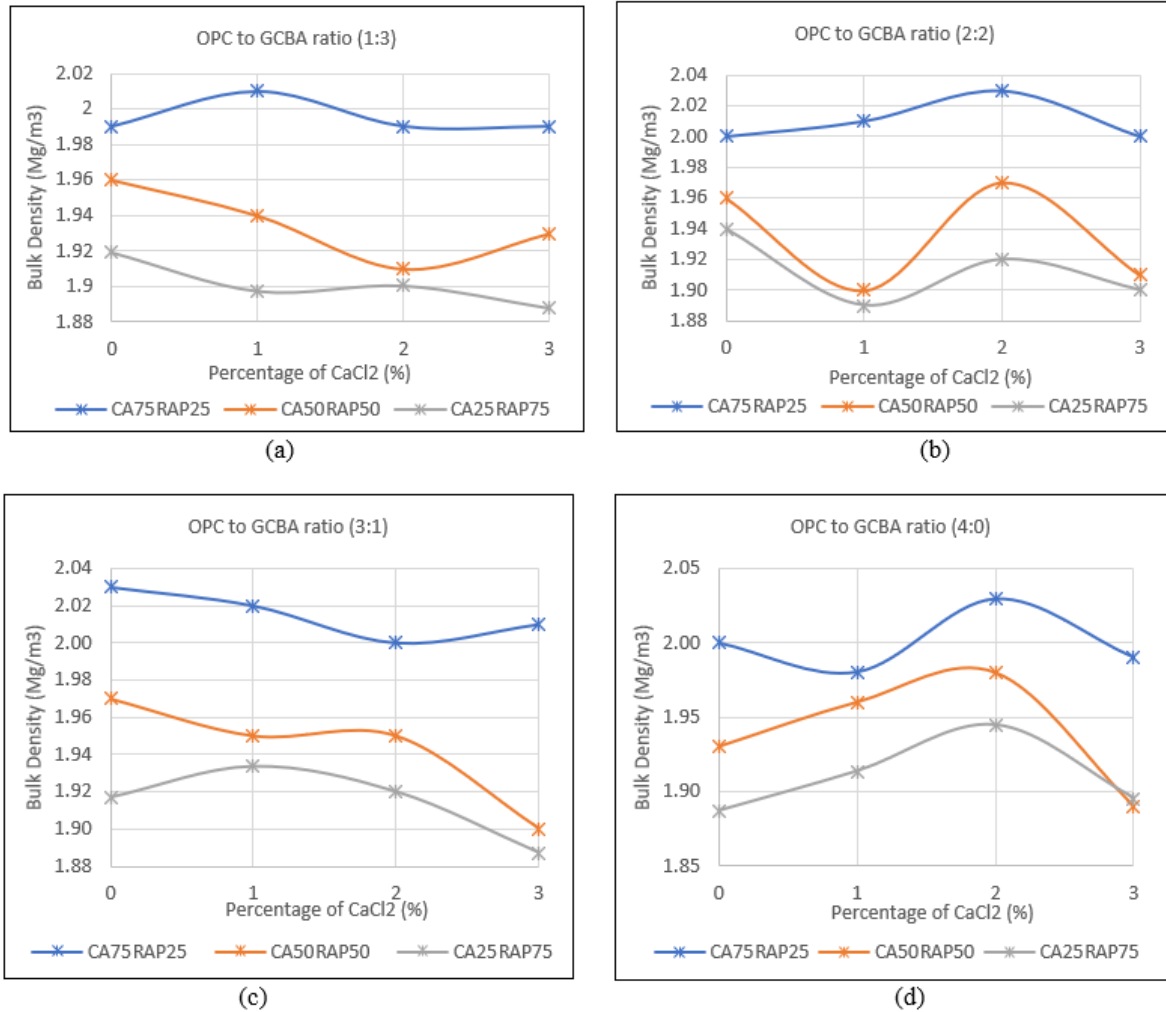 OPC to GCBA ratio (1:3)
Bulk Density (Mg/m3)
2.02
2
1.98
1.96
1.94
1.92
1.9
1.88
0 1 2 3
Percentage of CaCl2 (%)
CA75RAP25 CA50RAP50 CA25RAP75
(a)
OPC to GCBA ratio (2:2)
Bulk Density (Mg/m3)
2.04
2.02
2.00
1.98
1.96
1.94
1.92
1.90
1.88
0 1 2 3
Percentage of CaCl2 (%)
CA75RAP25 CA50RAP50 CA25RAP75
(b)
OPC to GCBA ratio (3:1)
Bulk Density (Mg/m3)
2.04
2.02
2.00
1.98
1.96
1.94
1.92
1.90
1.88
0 1 2 3
Percentage of CaCl2 (%)
CA75RAP25 CA50RAP50 CA25RAP75
(c)
OPC to GCBA ratio (4:0)
Bulk Density (Mg/m3)
2.05
2.00
1.95
1.90
1.85
0 1 2 3
Percentage of CaCl2 (%)
CA75RAP25 CA50RAP50 CA25RAP75
(d)